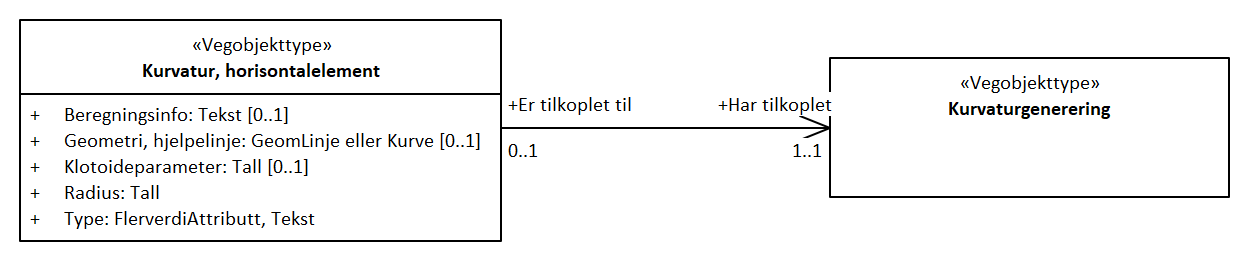 «Vegobjekttype»
Kurvatur, horisontalelement
+ Beregningsinfo: Tekst [0..1]
+ Geometri, hjelpelinje: GeomLinje eller Kurve [0..1]
+ Klotoideparameter: Tall [0..1]
+ Radius: Tall
+ Type: FlerverdiAttributt, Tekst
+Er tilkoplet til
0..1
+Har tilkoplet
1..1
«Vegobjekttype»
Kurvaturgenerering